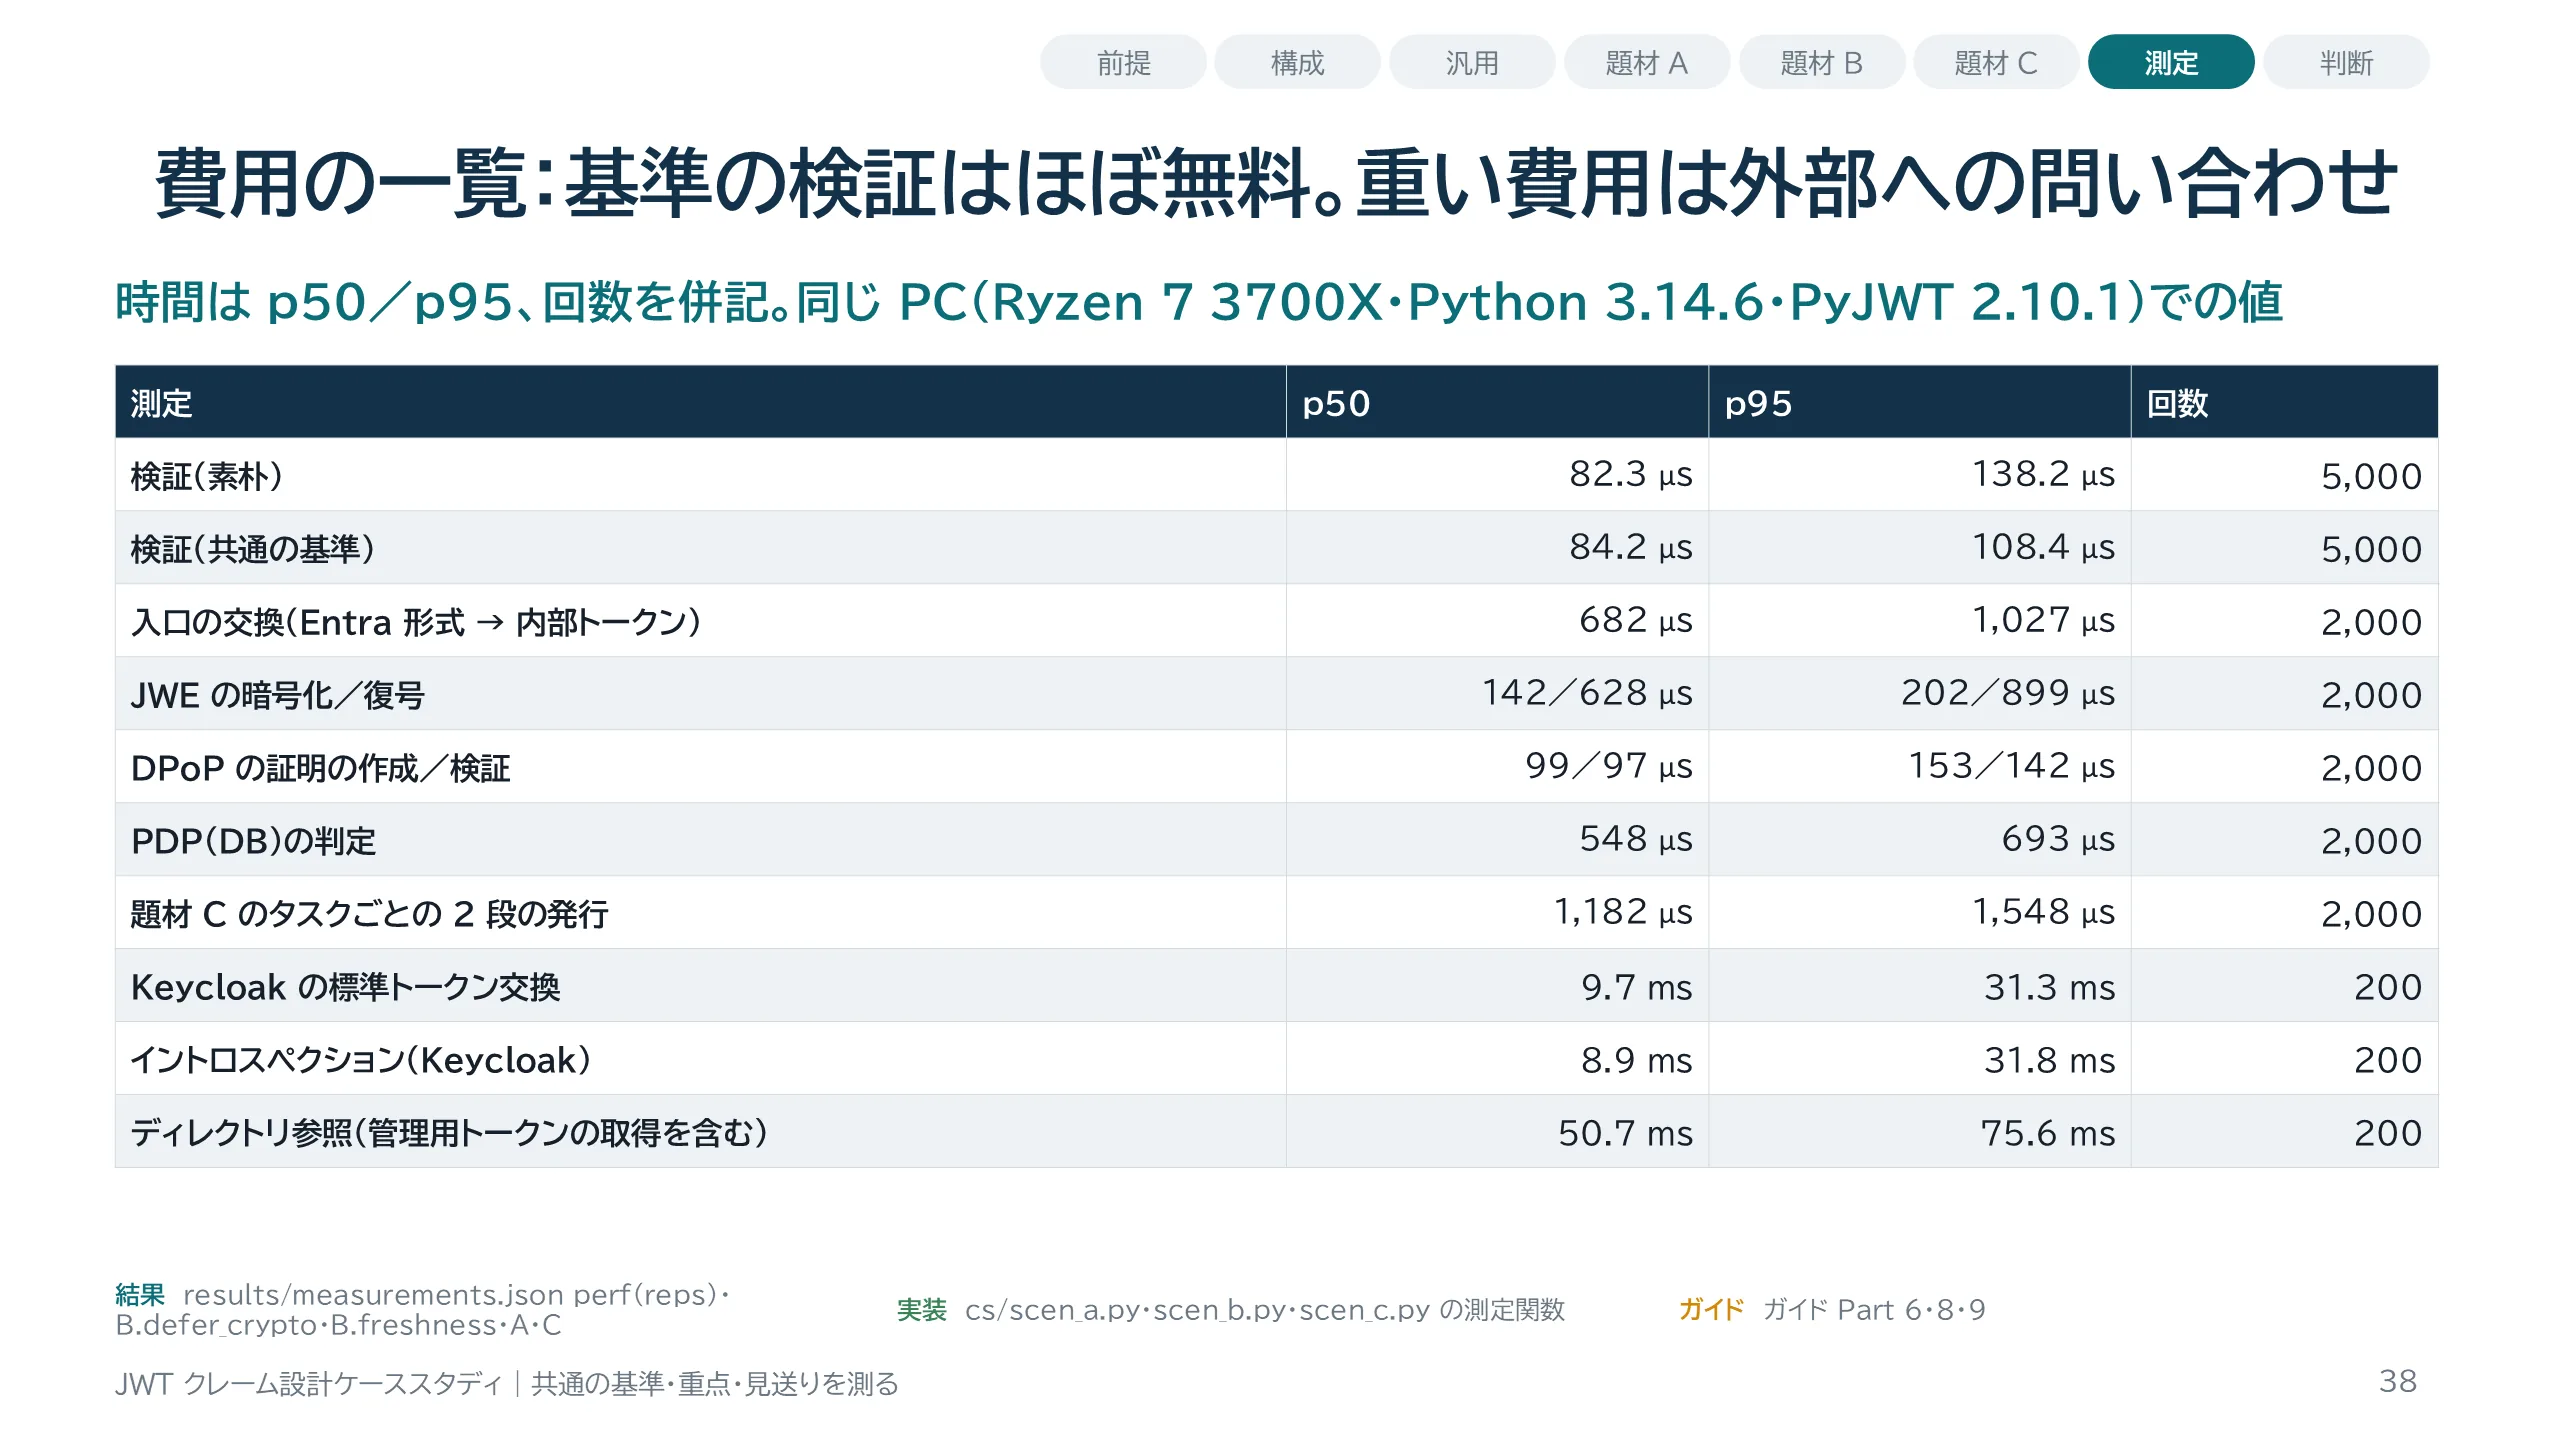 前提 構成 汎用 題材 A 題材 B 題材 C 測定 判断
費用の一覧：基準の検証はほぼ無料。重い費用は外部への問い合わせ
時間は p50／p95、回数を併記。同じ PC（Ryzen 7 3700X・Python 3.14.6・PyJWT 2.10.1）での値
測定 p50 p95 回数
検証（素朴） 82.3 µs 138.2 µs 5,000
検証（共通の基準） 84.2 µs 108.4 µs 5,000
入口の交換（Entra 形式 → 内部トークン） 682 µs 1,027 µs 2,000
JWE の暗号化／復号 142／628 µs 202／899 µs 2,000
DPoP の証明の作成／検証 99／97 µs 153／142 µs 2,000
PDP（DB）の判定 548 µs 693 µs 2,000
題材 C のタスクごとの 2 段の発行 1,182 µs 1,548 µs 2,000
Keycloak の標準トークン交換 9.7 ms 31.3 ms 200
イントロスペクション（Keycloak） 8.9 ms 31.8 ms 200
ディレクトリ参照（管理用トークンの取得を含む） 50.7 ms 75.6 ms 200
結果 results/measurements.json perf（reps）・
B.defer_crypto・B.freshness・A・C
実装 cs/scen_a.py・scen_b.py・scen_c.py の測定関数
ガイド ガイド Part 6・8・9
JWT クレーム設計ケーススタディ｜共通の基準・重点・見送りを測る
38